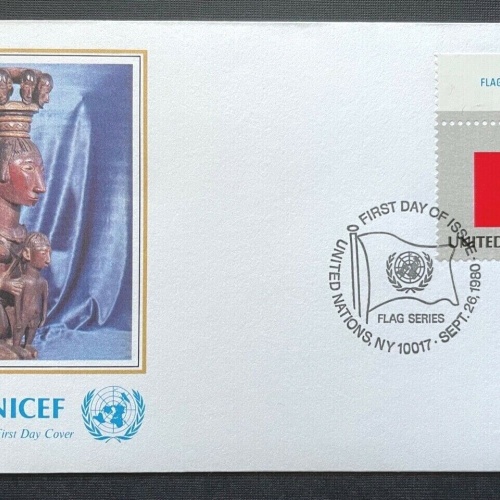 FLAG
UNITED
FIRST DAY OF ISSUE
UNITED NATIONS, NY 10017 · SEPT. 26, 1980
FLAG SERIES
NICEF
First Day Cover